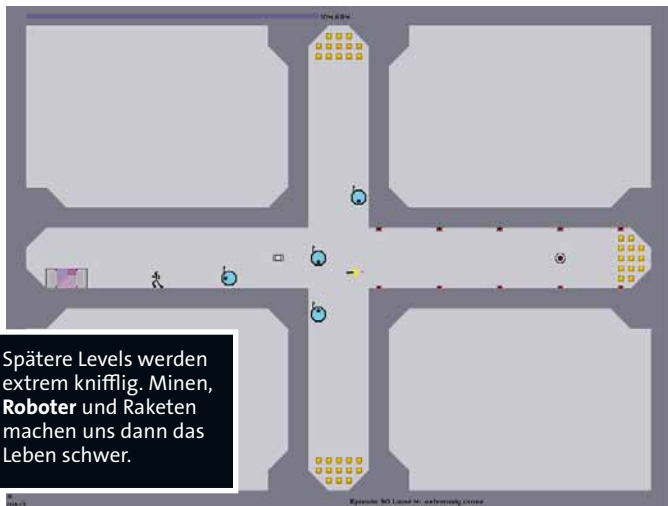 Spätere Levels werden
extrem knifflig. Minen,
Roboter und Raketen
machen uns dann das
Leben schwer.